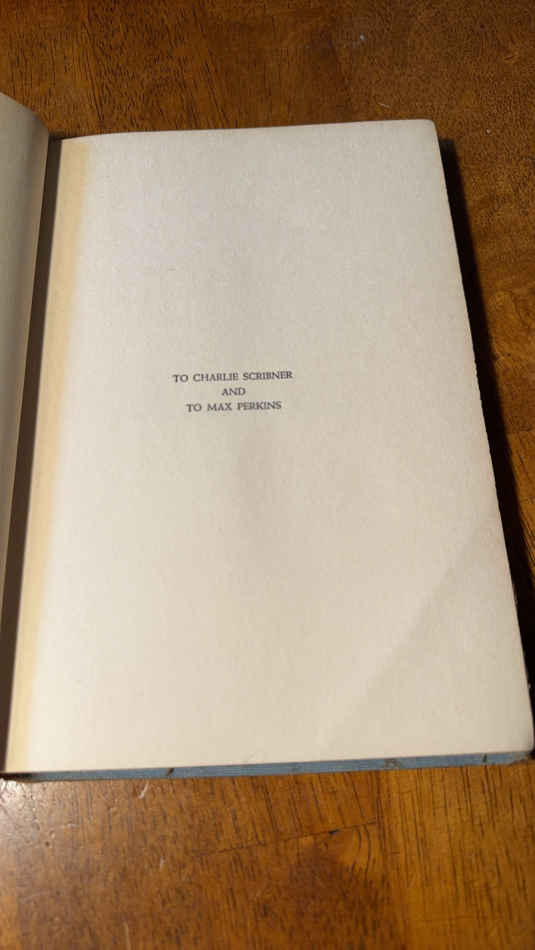 TO CHARLIE SCRIBNER
AND
TO MAX PERKINS